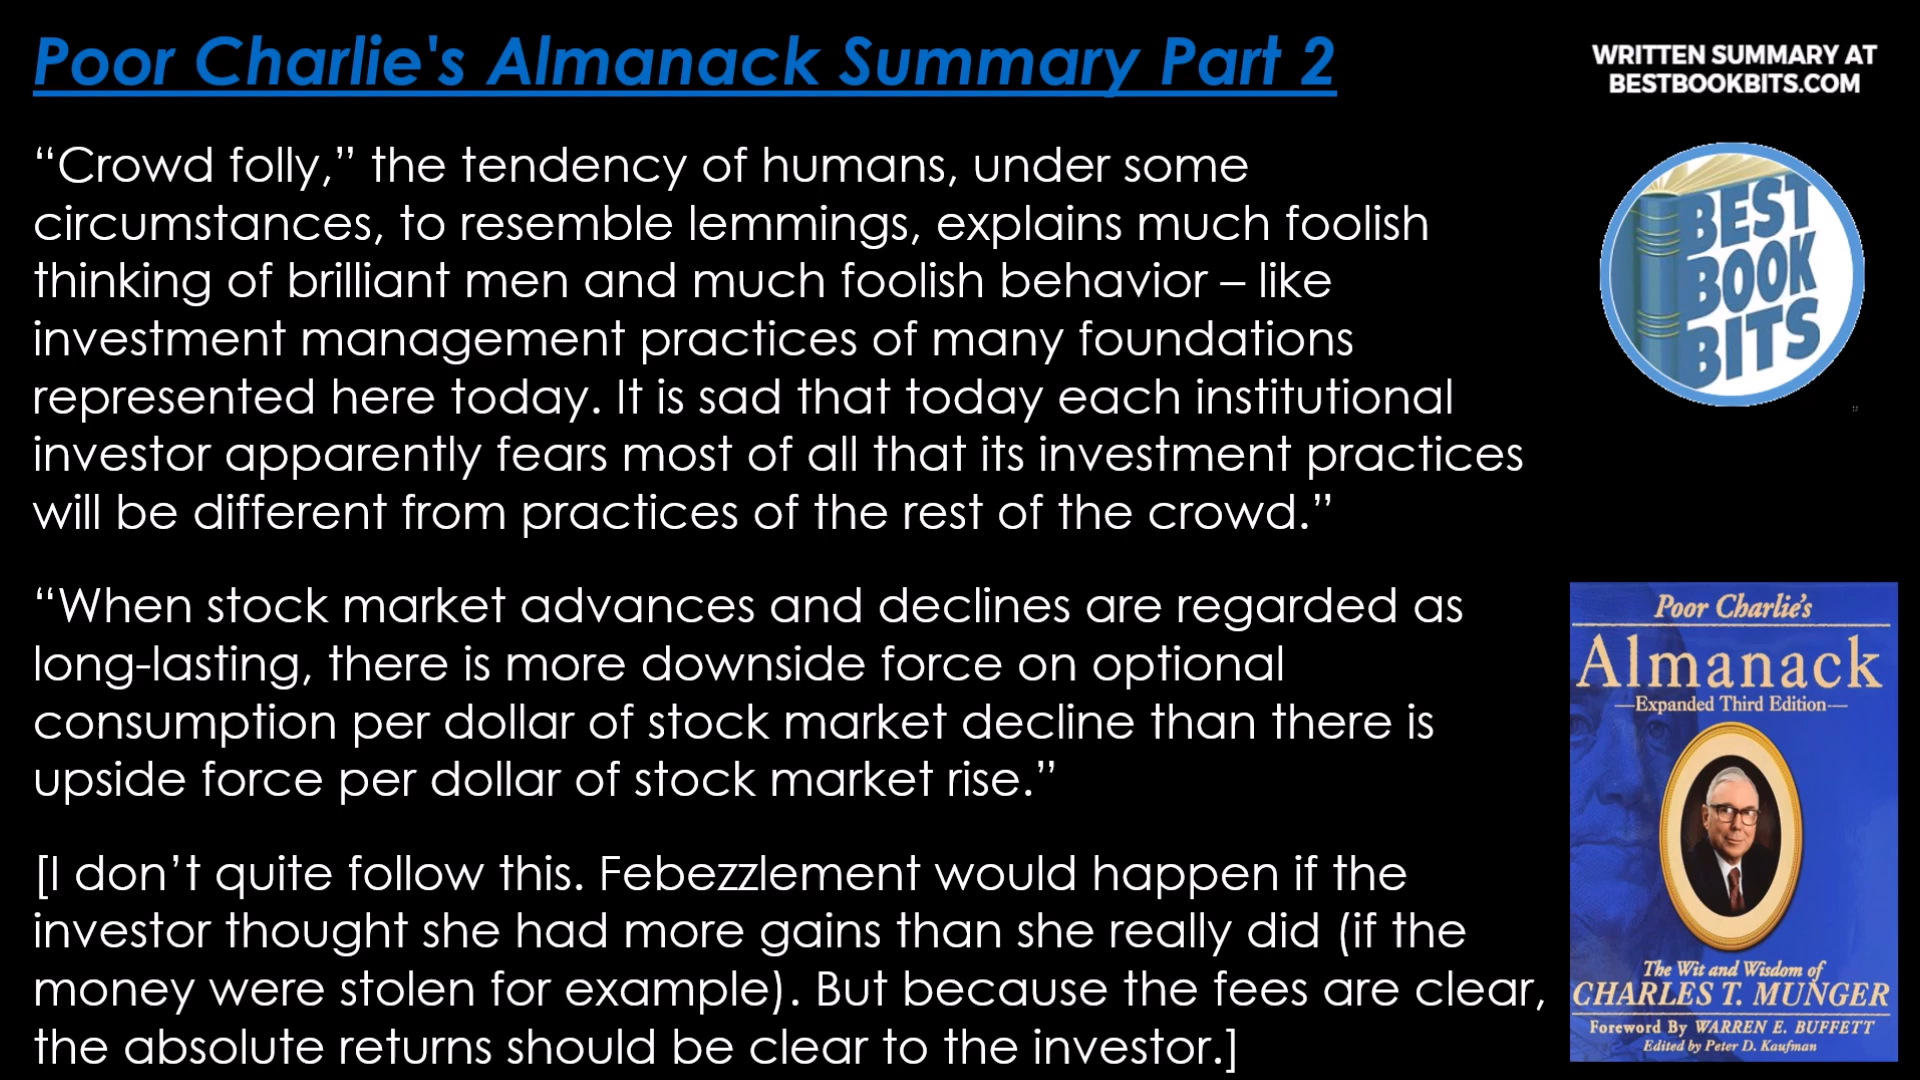 Poor Charlie's Almanack Summary Part 2
WRITTEN SUMMARY AT
BESTBOOKBITS.COM
“Crowd folly,” the tendency of humans, under some
circumstances, to resemble lemmings, explains much foolish
thinking of brilliant men and much foolish behavior – like
investment management practices of many foundations
represented here today. It is sad that today each institutional
investor apparently fears most of all that its investment practices
will be different from practices of the rest of the crowd.”
“When stock market advances and declines are regarded as
long-lasting, there is more downside force on optional
consumption per dollar of stock market decline than there is
upside force per dollar of stock market rise.”
[I don’t quite follow this. Febezzlement would happen if the
investor thought she had more gains than she really did (if the
money were stolen for example). But because the fees are clear,
the absolute returns should be clear to the investor.]
BEST
BOOK
BITS
Poor Charlie’s
Almanack
—Expanded Third Edition—
The Wit and Wisdom of
CHARLES T. MUNGER
Foreword By WARREN E. BUFFETT
Edited by Peter D. Kaufman